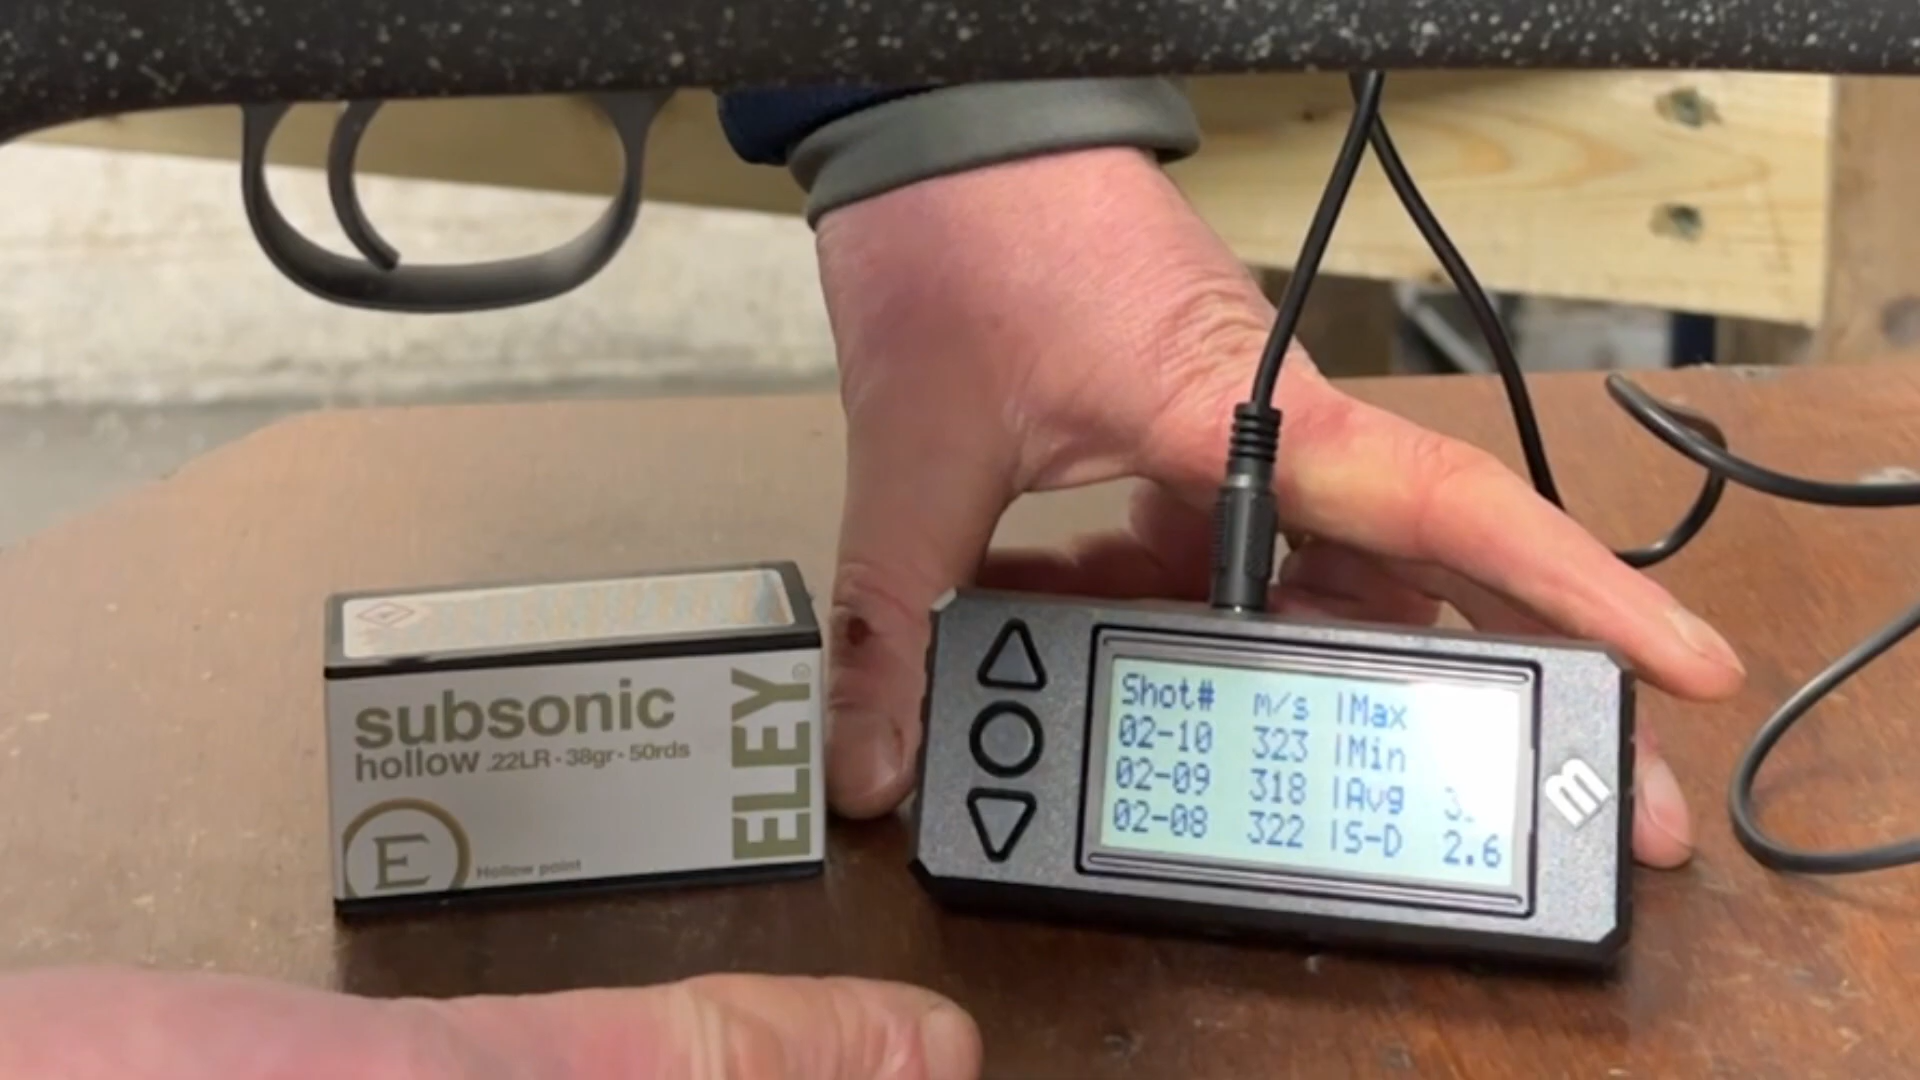 subsonic
hollow .22LR · 38gr · 50rds
E
Hollow point
ELEY
Shot# m/s |Max
02-10 323 |Min
02-09 318 |Avg
02-08 322 |S-D 2.6
m